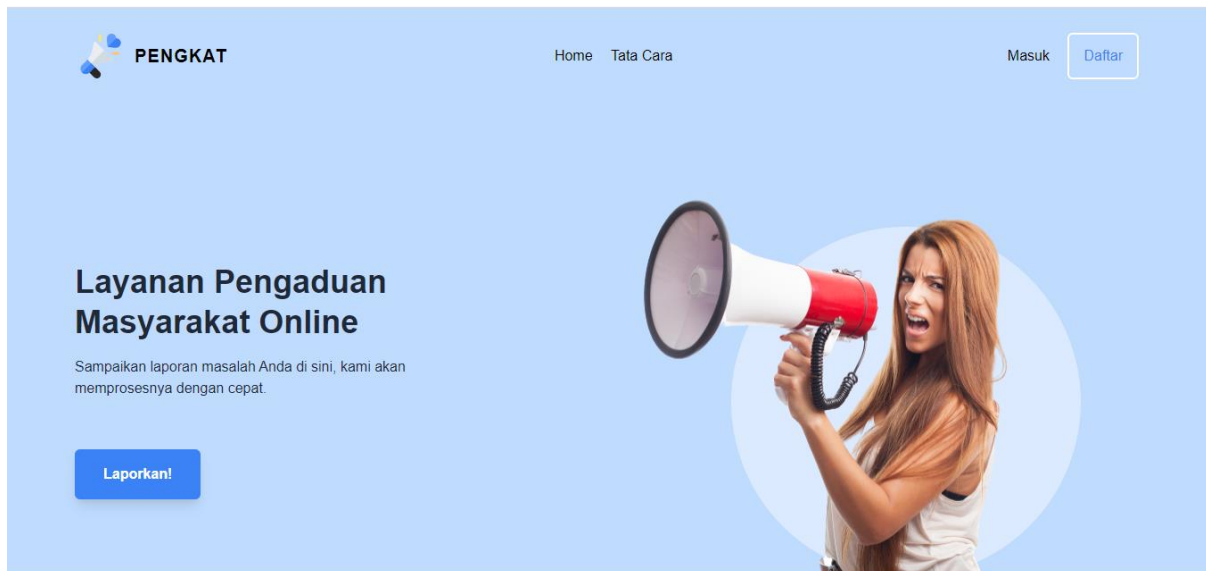 PENGKAT
Home Tata Cara
Masuk Daftar
Layanan Pengaduan
Masyarakat Online
Sampaikan laporan masalah Anda di sini, kami akan
memprosesnya dengan cepat.
Laporkan!